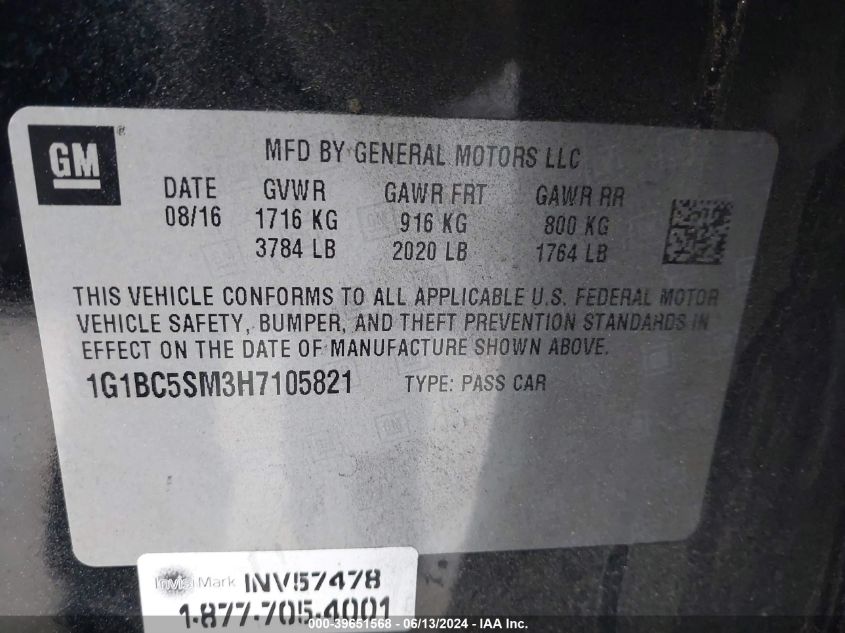 GM ®
MFD BY GENERAL MOTORS LLC
DATE GVWR GAWR FRT GAWR RR
08/16 1716 KG 916 KG 800 KG
3784 LB 2020 LB 1764 LB
THIS VEHICLE CONFORMS TO ALL APPLICABLE U.S. FEDERAL MOTOR
VEHICLE SAFETY, BUMPER, AND THEFT PREVENTION STANDARDS IN
EFFECT ON THE DATE OF MANUFACTURE SHOWN ABOVE.
1G1BC5SM3H7105821 TYPE: PASS CAR
InvisiMark INV57478
1-877-705-4001
000-39651568 - 06/13/2024 - IAAI Inc.